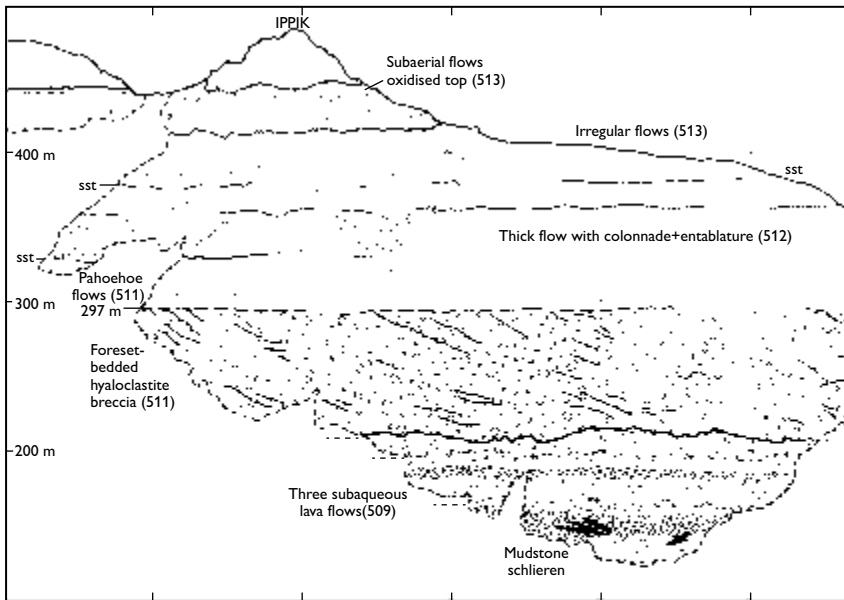 IPPIK
Subaerial flows
oxidised top (513)
Irregular flows (513)
400 m
sst
sst
Thick flow with colonnade+entablature (512)
sst
Pahoehoe
flows (511)
297 m
300 m
Foreset-
bedded
hyaloclastite
breccia (511)
200 m
Three subaqueous
lava flows(509)
Mudstone
schlieren